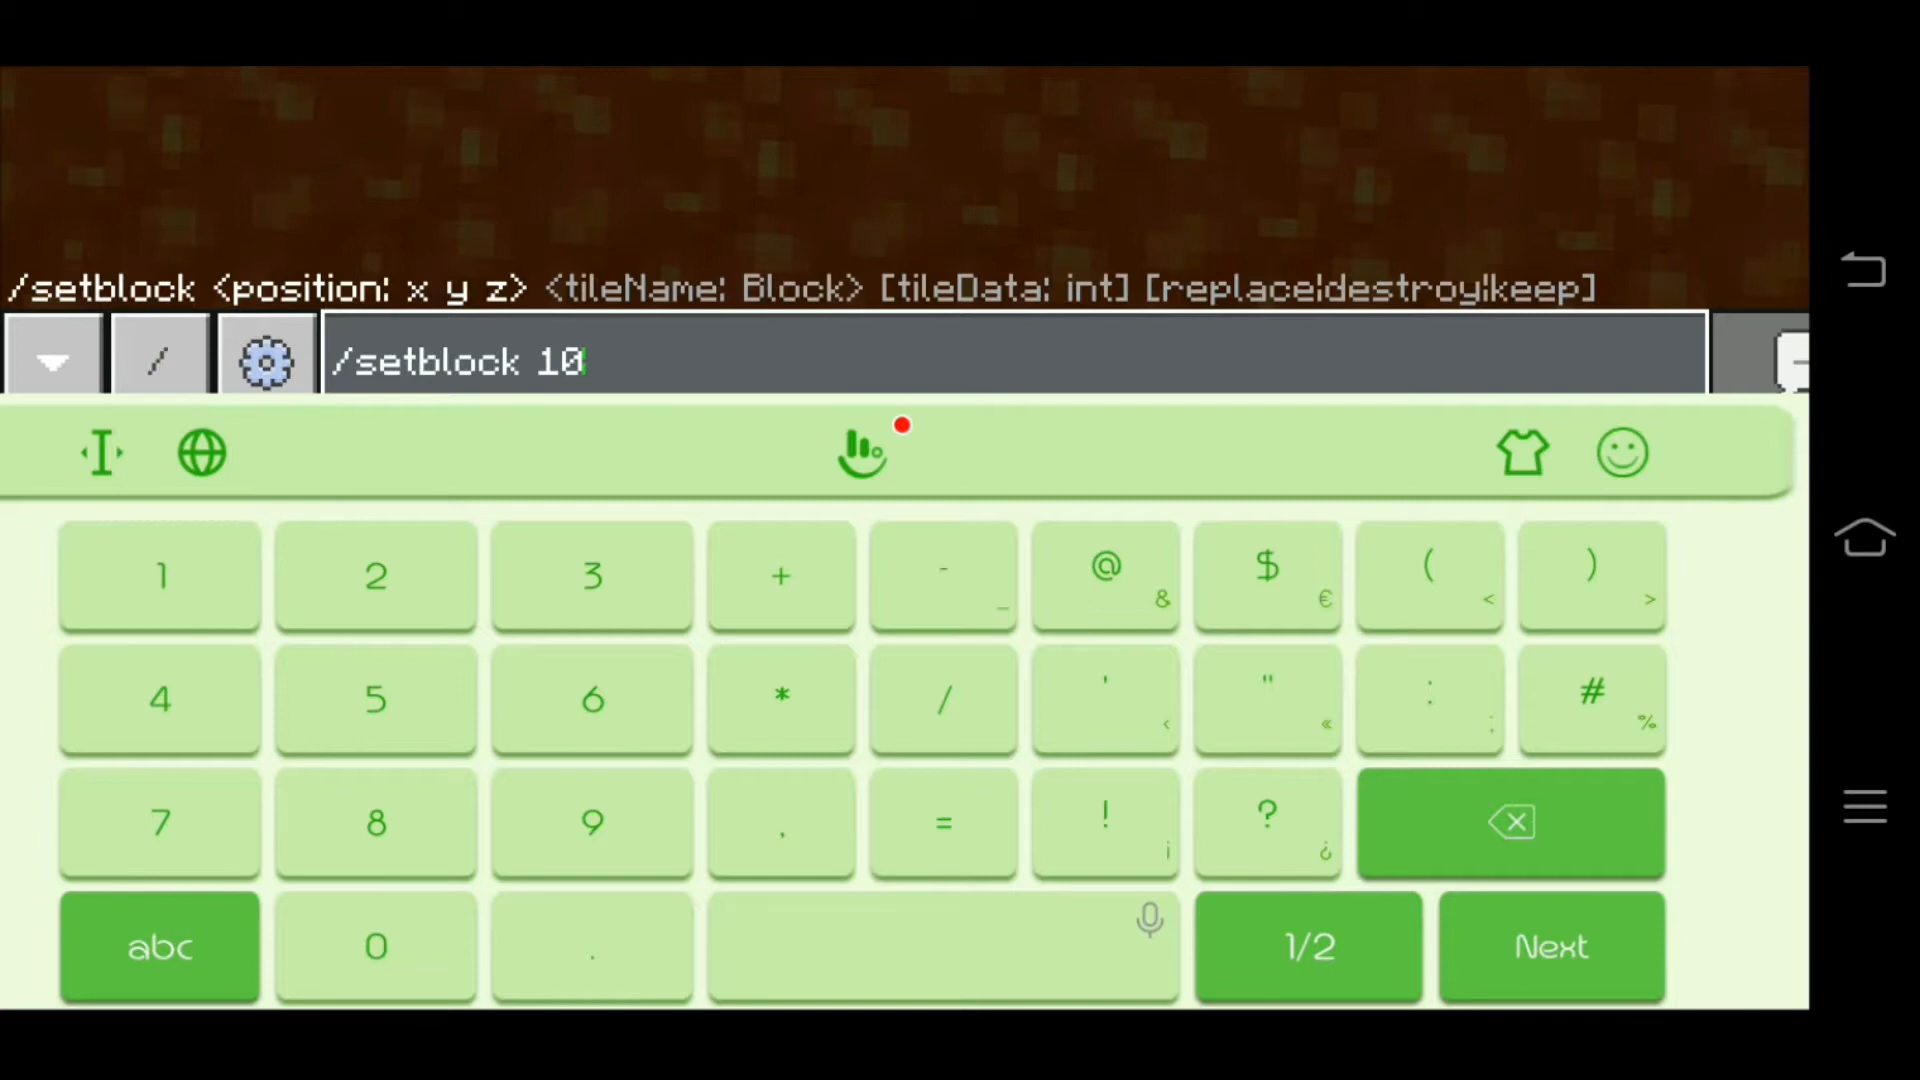 /setblock <position: x y z> <tileName: Block> [tileData: int] [replace|destroy|keep]
/ /setblock 10
1 2 3 + - _ @ & $ € ( < ) >
4 5 6 * / ' ‹ " « : ; # %
7 8 9 , = ! ¡ ? ¿
abc 0 . 1/2 Next